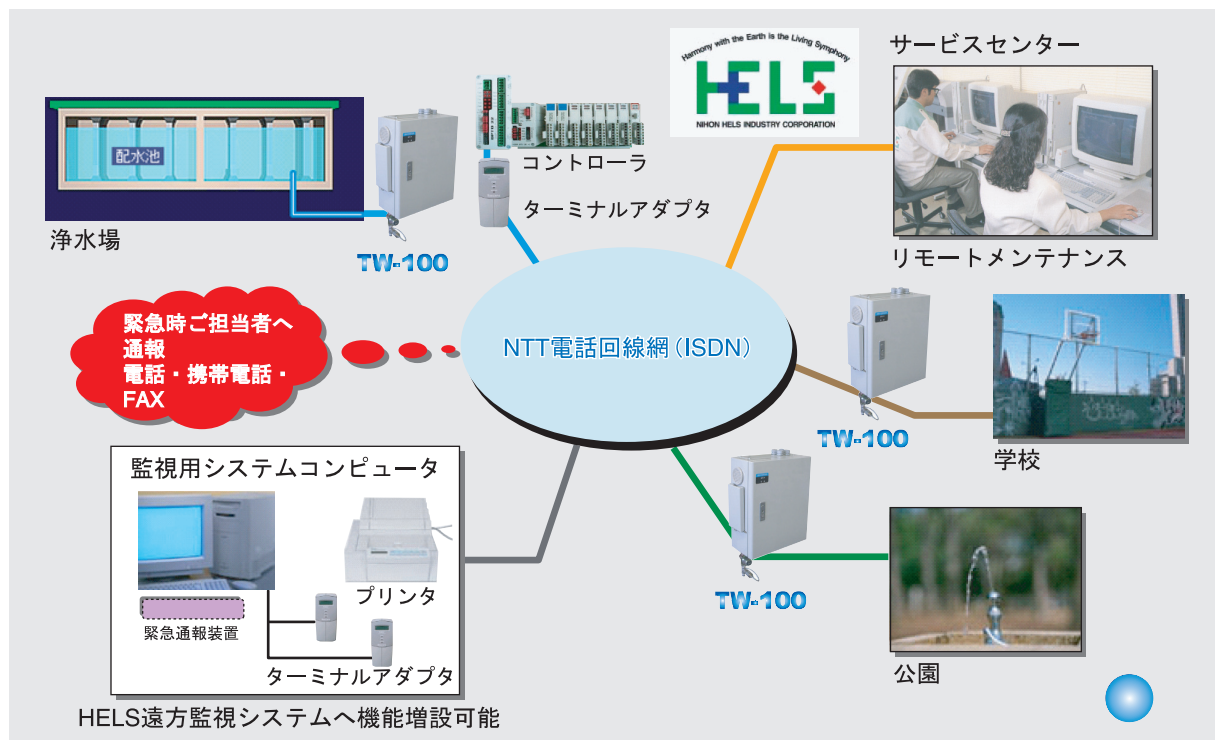 Harmony with the Earth is the Living Symphony
HELS
NIHON HELS INDUSTRY CORPORATION
サービスセンター
配水池
コントローラ
ターミナルアダプタ
浄水場
TW-100
リモートメンテナンス
緊急時ご担当者へ
通報
電話・携帯電話・
FAX
NTT電話回線網(ISDN)
TW-100
学校
監視用システムコンピュータ
プリンタ
緊急通報装置
ターミナルアダプタ
TW-100
公園
HELS遠方監視システムへ機能増設可能